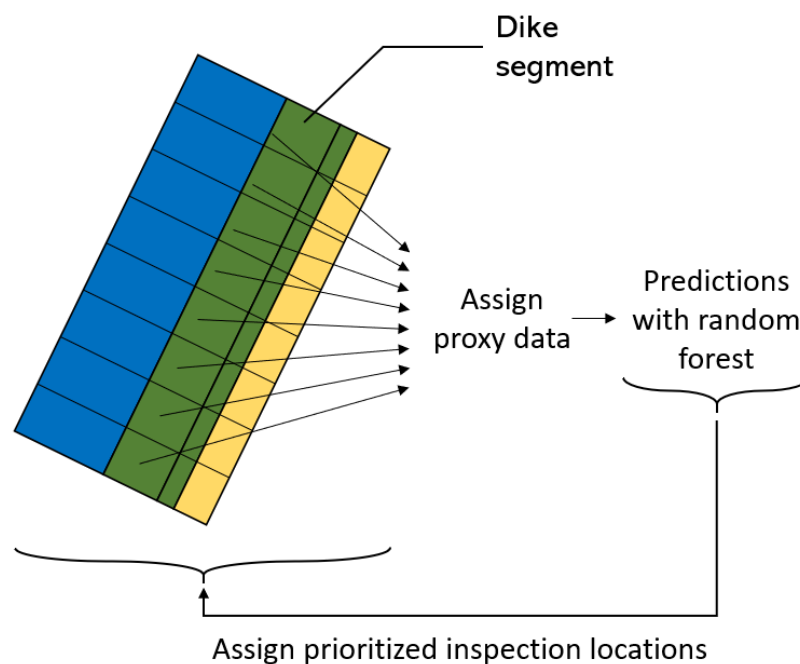 Dike
segment
Assign
proxy data
Predictions
with random
forest
Assign prioritized inspection locations